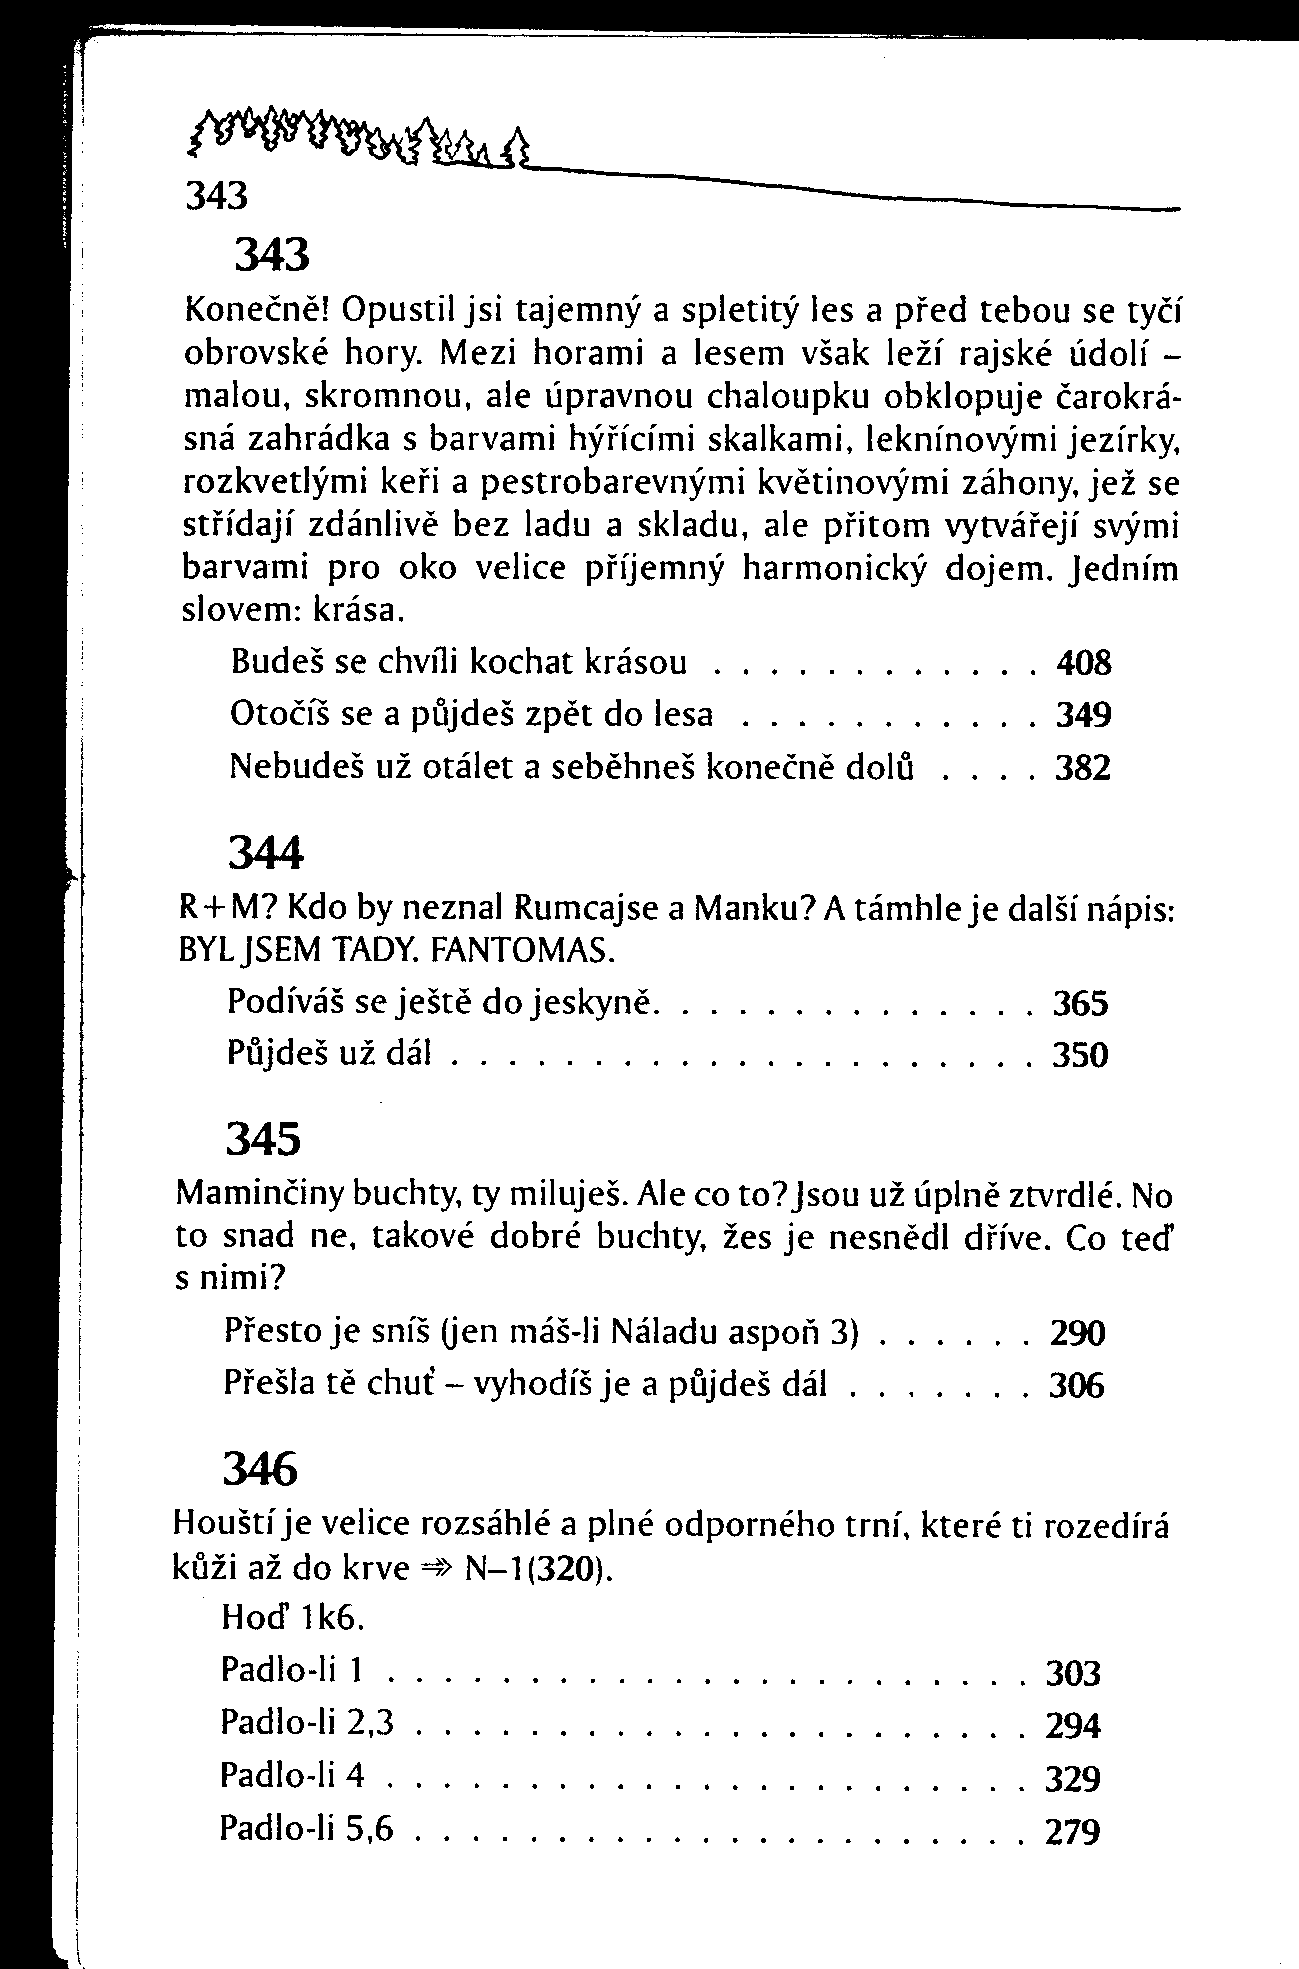 343
343
Konečně! Opustil jsi tajemný a spletitý les a před tebou se tyčí
obrovské hory. Mezi horami a lesem však leží rajské údolí –
malou, skromnou, ale úpravnou chaloupku obklopuje čarokrá-
sná zahrádka s barvami hýřícími skalkami, leknínovými jezírky,
rozkvetlými keři a pestrobarevnými květinovými záhony, jež se
střídají zdánlivě bez ladu a skladu, ale přitom vytvářejí svými
barvami pro oko velice příjemný harmonický dojem. Jedním
slovem: krása.
Budeš se chvíli kochat krásou . . . . . . . . . . . . 408
Otočíš se a půjdeš zpět do lesa . . . . . . . . . . . 349
Nebudeš už otálet a seběhneš konečně dolů . . . . 382
344
R+M? Kdo by neznal Rumcajse a Manku? A támhle je další nápis:
BYL JSEM TADY. FANTOMAS.
Podíváš se ještě do jeskyně. . . . . . . . . . . . . . 365
Půjdeš už dál . . . . . . . . . . . . . . . . . . . . . 350
345
Maminčiny buchty, ty miluješ. Ale co to? Jsou už úplně ztvrdlé. No
to snad ne, takové dobré buchty, žes je nesnědl dříve. Co teď
s nimi?
Přesto je sníš (jen máš-li Náladu aspoň 3) . . . . . . 290
Přešla tě chuť – vyhodíš je a půjdeš dál . . . . . . . 306
346
Houští je velice rozsáhlé a plné odporného trní, které ti rozedírá
kůži až do krve ⇻ N–1(320).
Hoď 1k6.
Padlo-li 1 . . . . . . . . . . . . . . . . . . . . . . . 303
Padlo-li 2,3 . . . . . . . . . . . . . . . . . . . . . . 294
Padlo-li 4 . . . . . . . . . . . . . . . . . . . . . . . 329
Padlo-li 5,6 . . . . . . . . . . . . . . . . . . . . . . 279